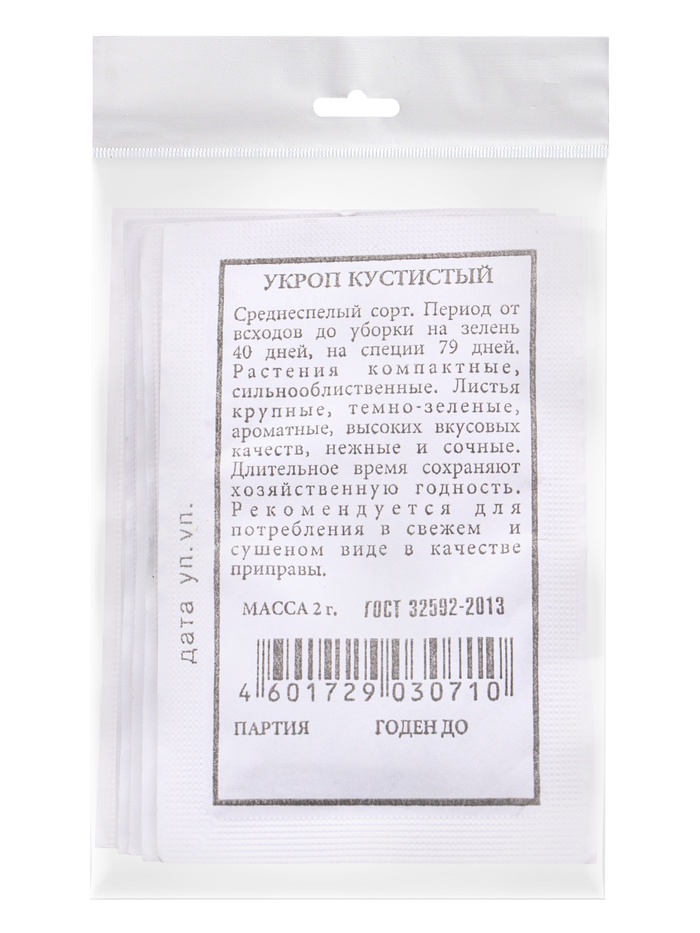 УКРОП КУСТИСТЫЙ
Среднеспелый сорт. Период от
всходов до уборки на зелень
40 дней, на специи 79 дней.
Растения компактные,
сильнооблиственные. Листья
крупные, темно-зеленые,
ароматные, высоких вкусовых
качеств, нежные и сочные.
Длительное время сохраняют
хозяйственную годность.
Рекомендуется для
потребления в свежем и
сушеном виде в качестве
приправы.
МАССА 2 г. ГОСТ 32592-2013
4 601729 030710
ПАРТИЯ ГОДЕН ДО
дата уп.уп.